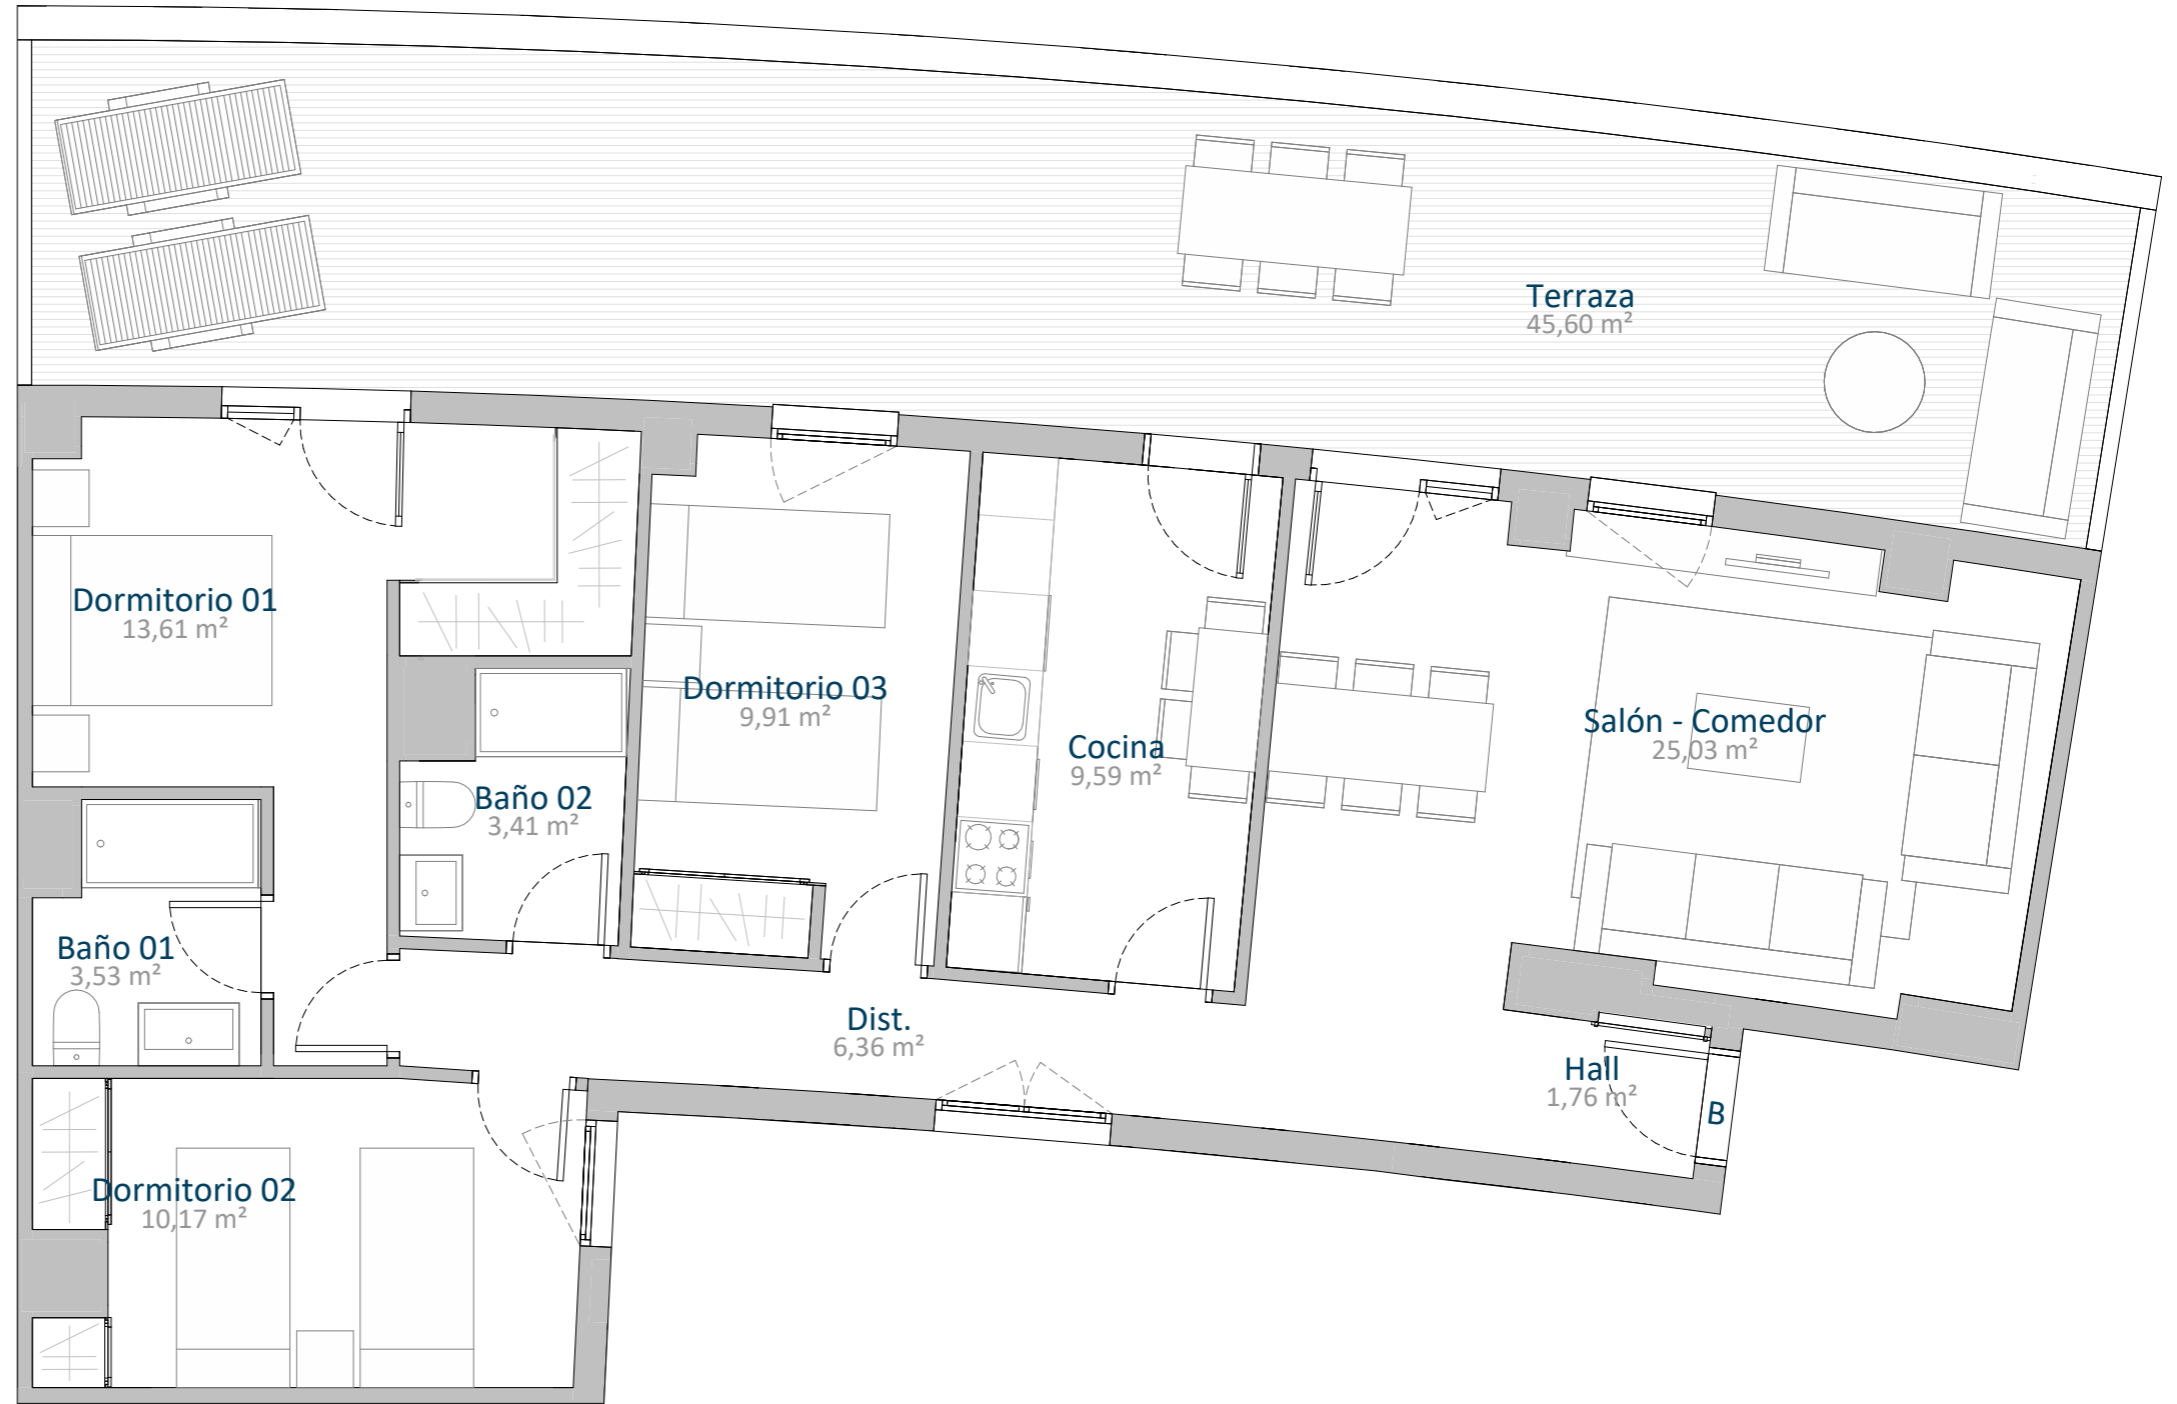 Terraza
45,60 m²
Dormitorio 01
13,61 m²
Dormitorio 03
9,91 m²
Salón - Comedor
25,03 m²
Cocina
9,59 m²
Baño 02
3,41 m²
Baño 01
3,53 m²
Dist.
6,36 m²
Hall
1,76 m²
B
Dormitorio 02
10,17 m²